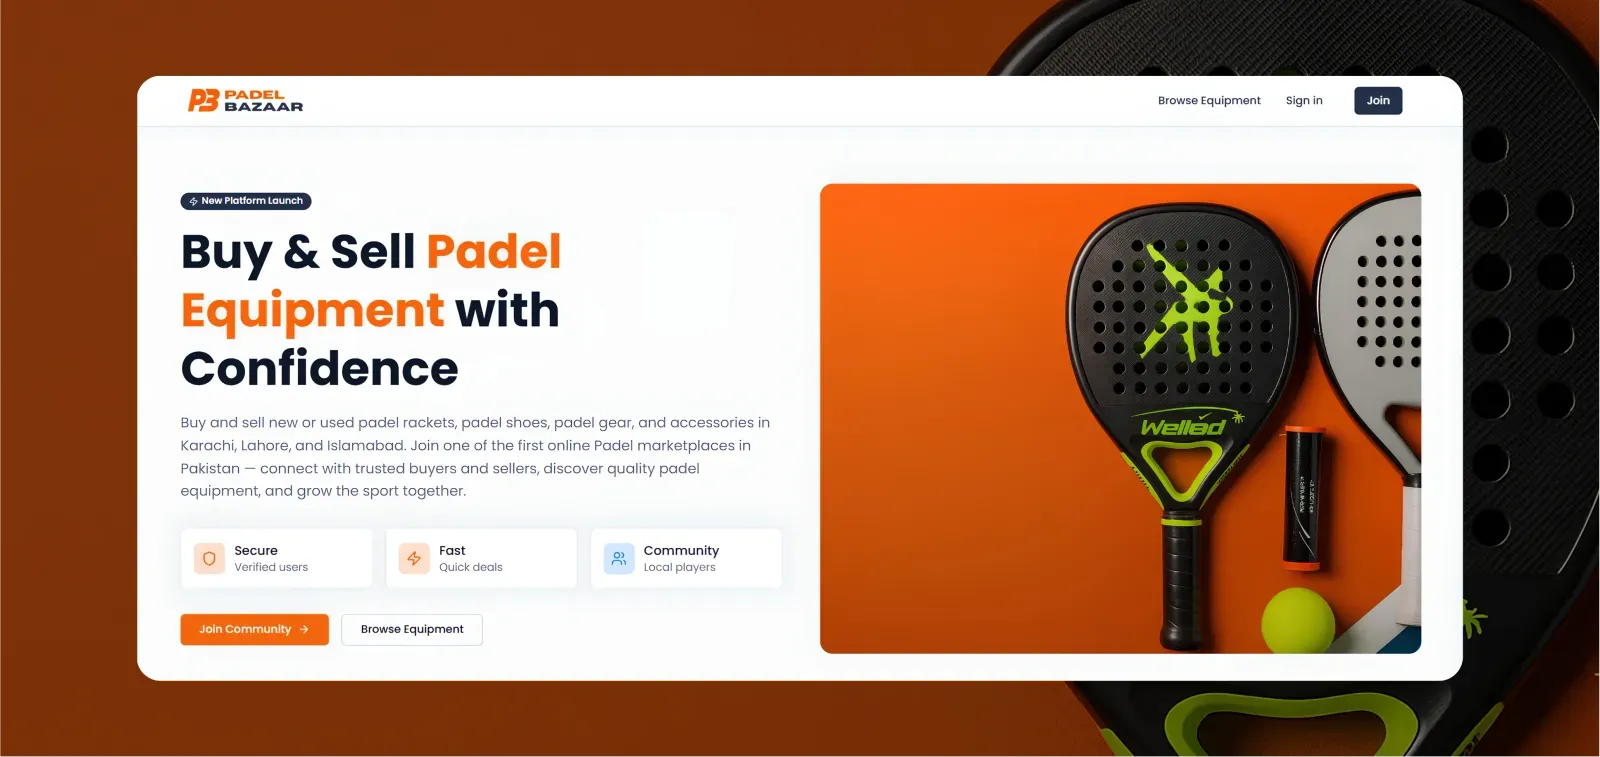 PADEL
BAZAAR
Browse Equipment
Sign in
Join
New Platform Launch
Buy & Sell Padel
Equipment with
Confidence
Buy and sell new or used padel rackets, padel shoes, padel gear, and accessories in
Karachi, Lahore, and Islamabad. Join one of the first online Padel marketplaces in
Pakistan — connect with trusted buyers and sellers, discover quality padel
equipment, and grow the sport together.
Secure
Verified users
Fast
Quick deals
Community
Local players
Join Community →
Browse Equipment